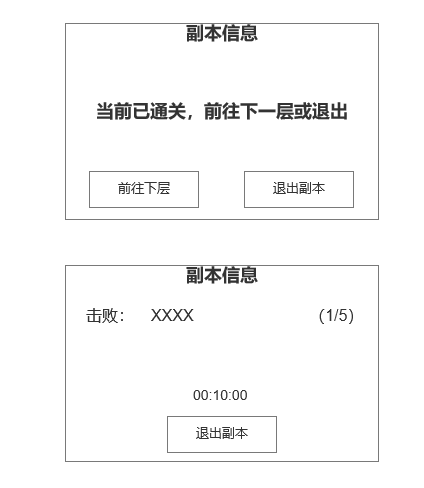 副本信息
当前已通关，前往下一层或退出
前往下层 退出副本
副本信息
击败： XXXX （1/5）
00:10:00
退出副本